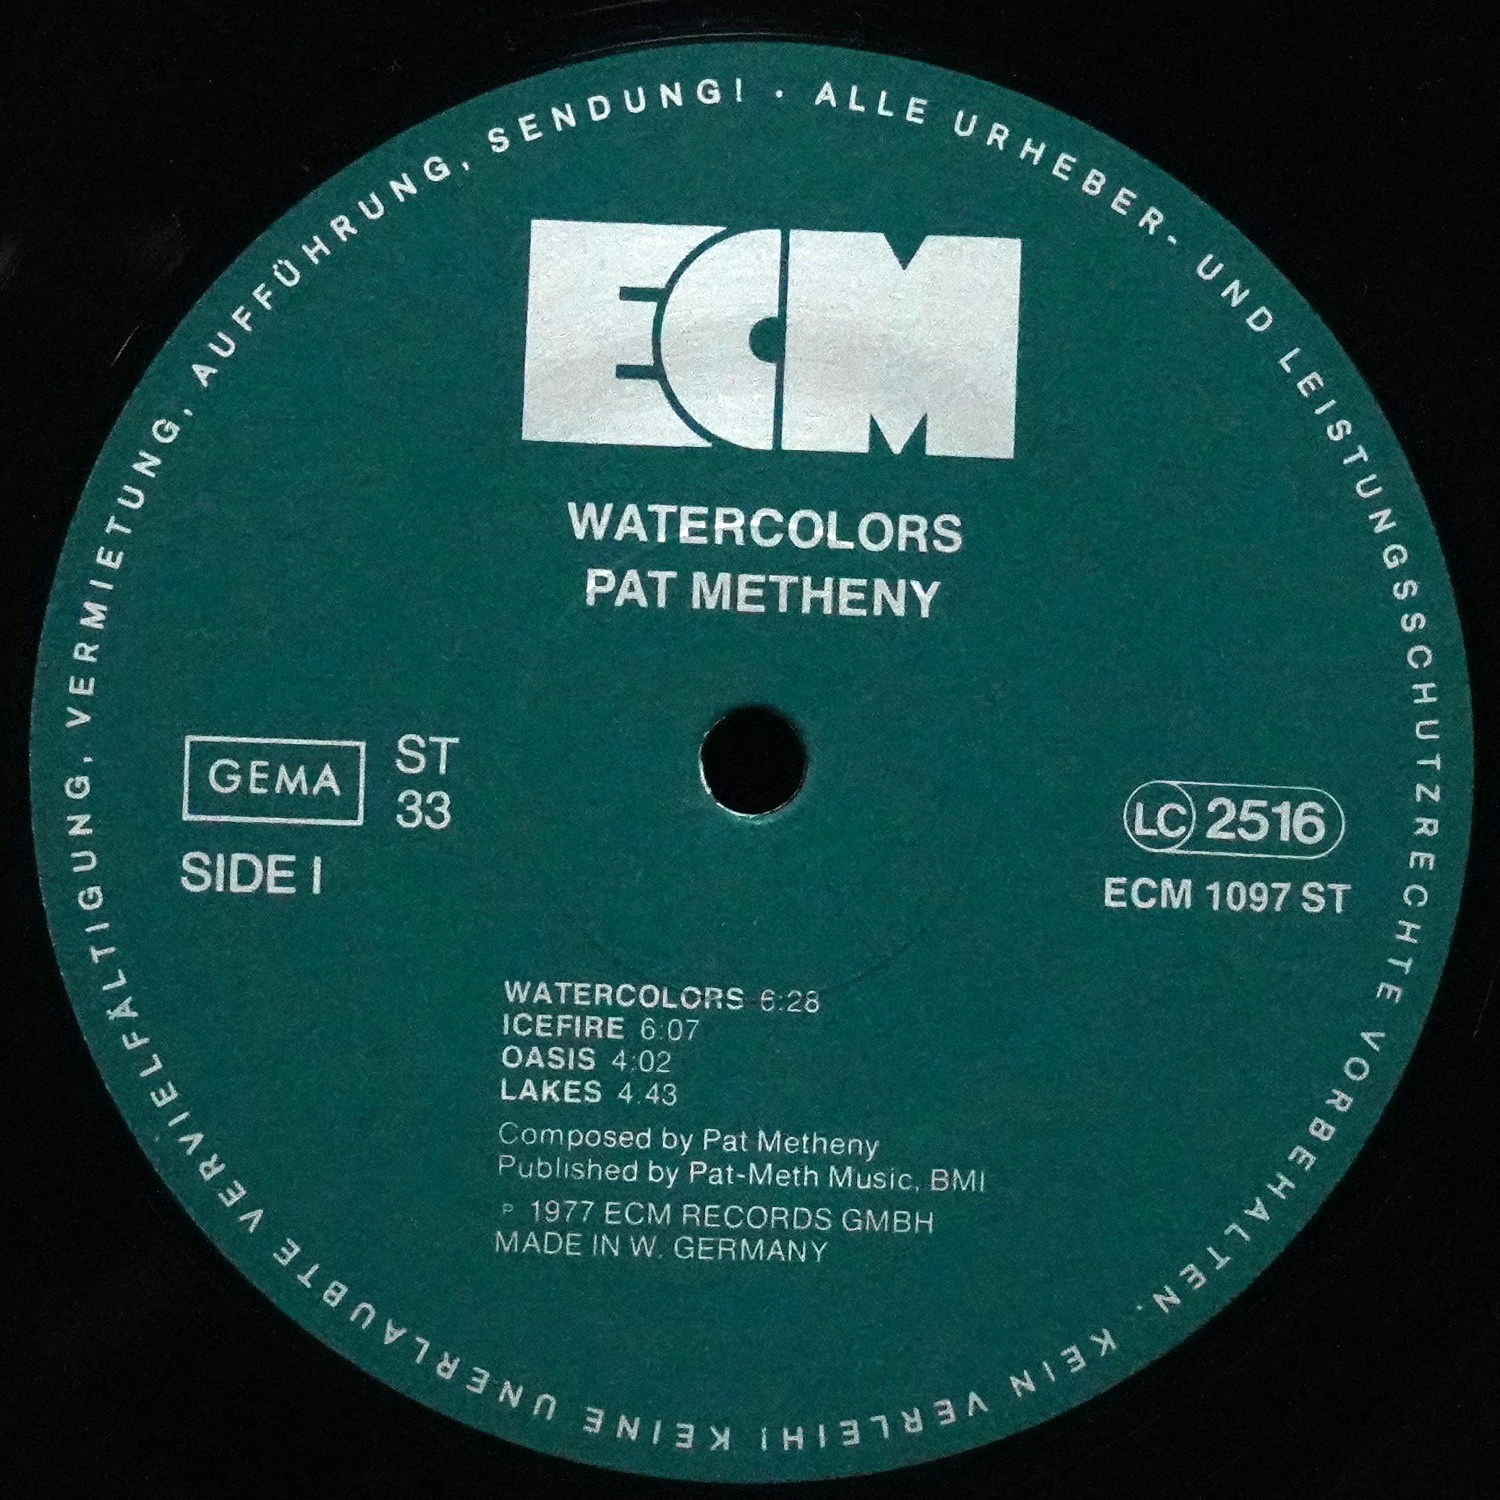 ALLE URHEBER- UND LEISTUNGSSCHUTZRECHTE VORBEHALTEN. KEIN VERLEIH! KEINE UNERLAUBTE VERVIELFÄLTIGUNG, VERMIETUNG, AUFFÜHRUNG, SENDUNG! ·
ECM
WATERCOLORS
PAT METHENY
GEMA
ST
33
SIDE I
LC 2516
ECM 1097 ST
WATERCOLORS 6:28
ICEFIRE 6:07
OASIS 4:02
LAKES 4:43
Composed by Pat Metheny
Published by Pat-Meth Music, BMI
℗ 1977 ECM RECORDS GMBH
MADE IN W. GERMANY